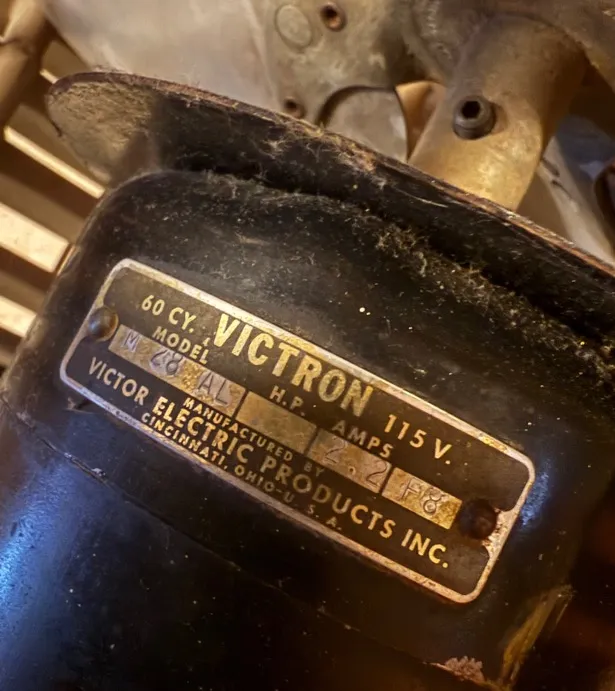 60 CY. VICTRON 115 V.
MODEL H.P. AMPS
M 28 AL 2.2 F8
MANUFACTURED BY
VICTOR ELECTRIC PRODUCTS INC.
CINCINNATI, OHIO-U.S.A.